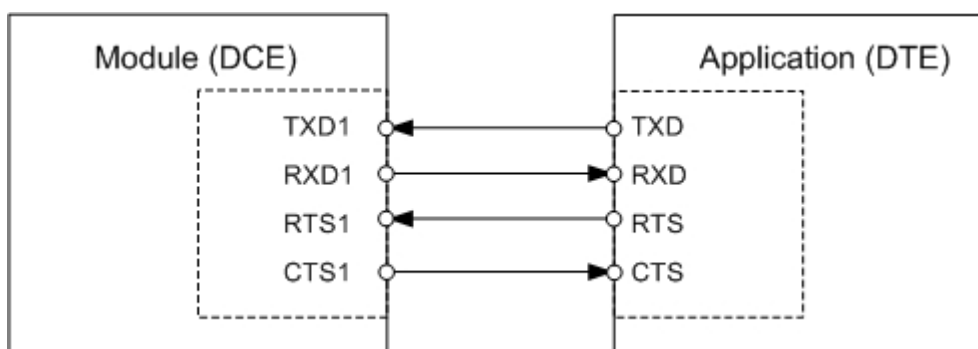 Module (DCE) Application (DTE)
TXD1 TXD
RXD1 RXD
RTS1 RTS
CTS1 CTS